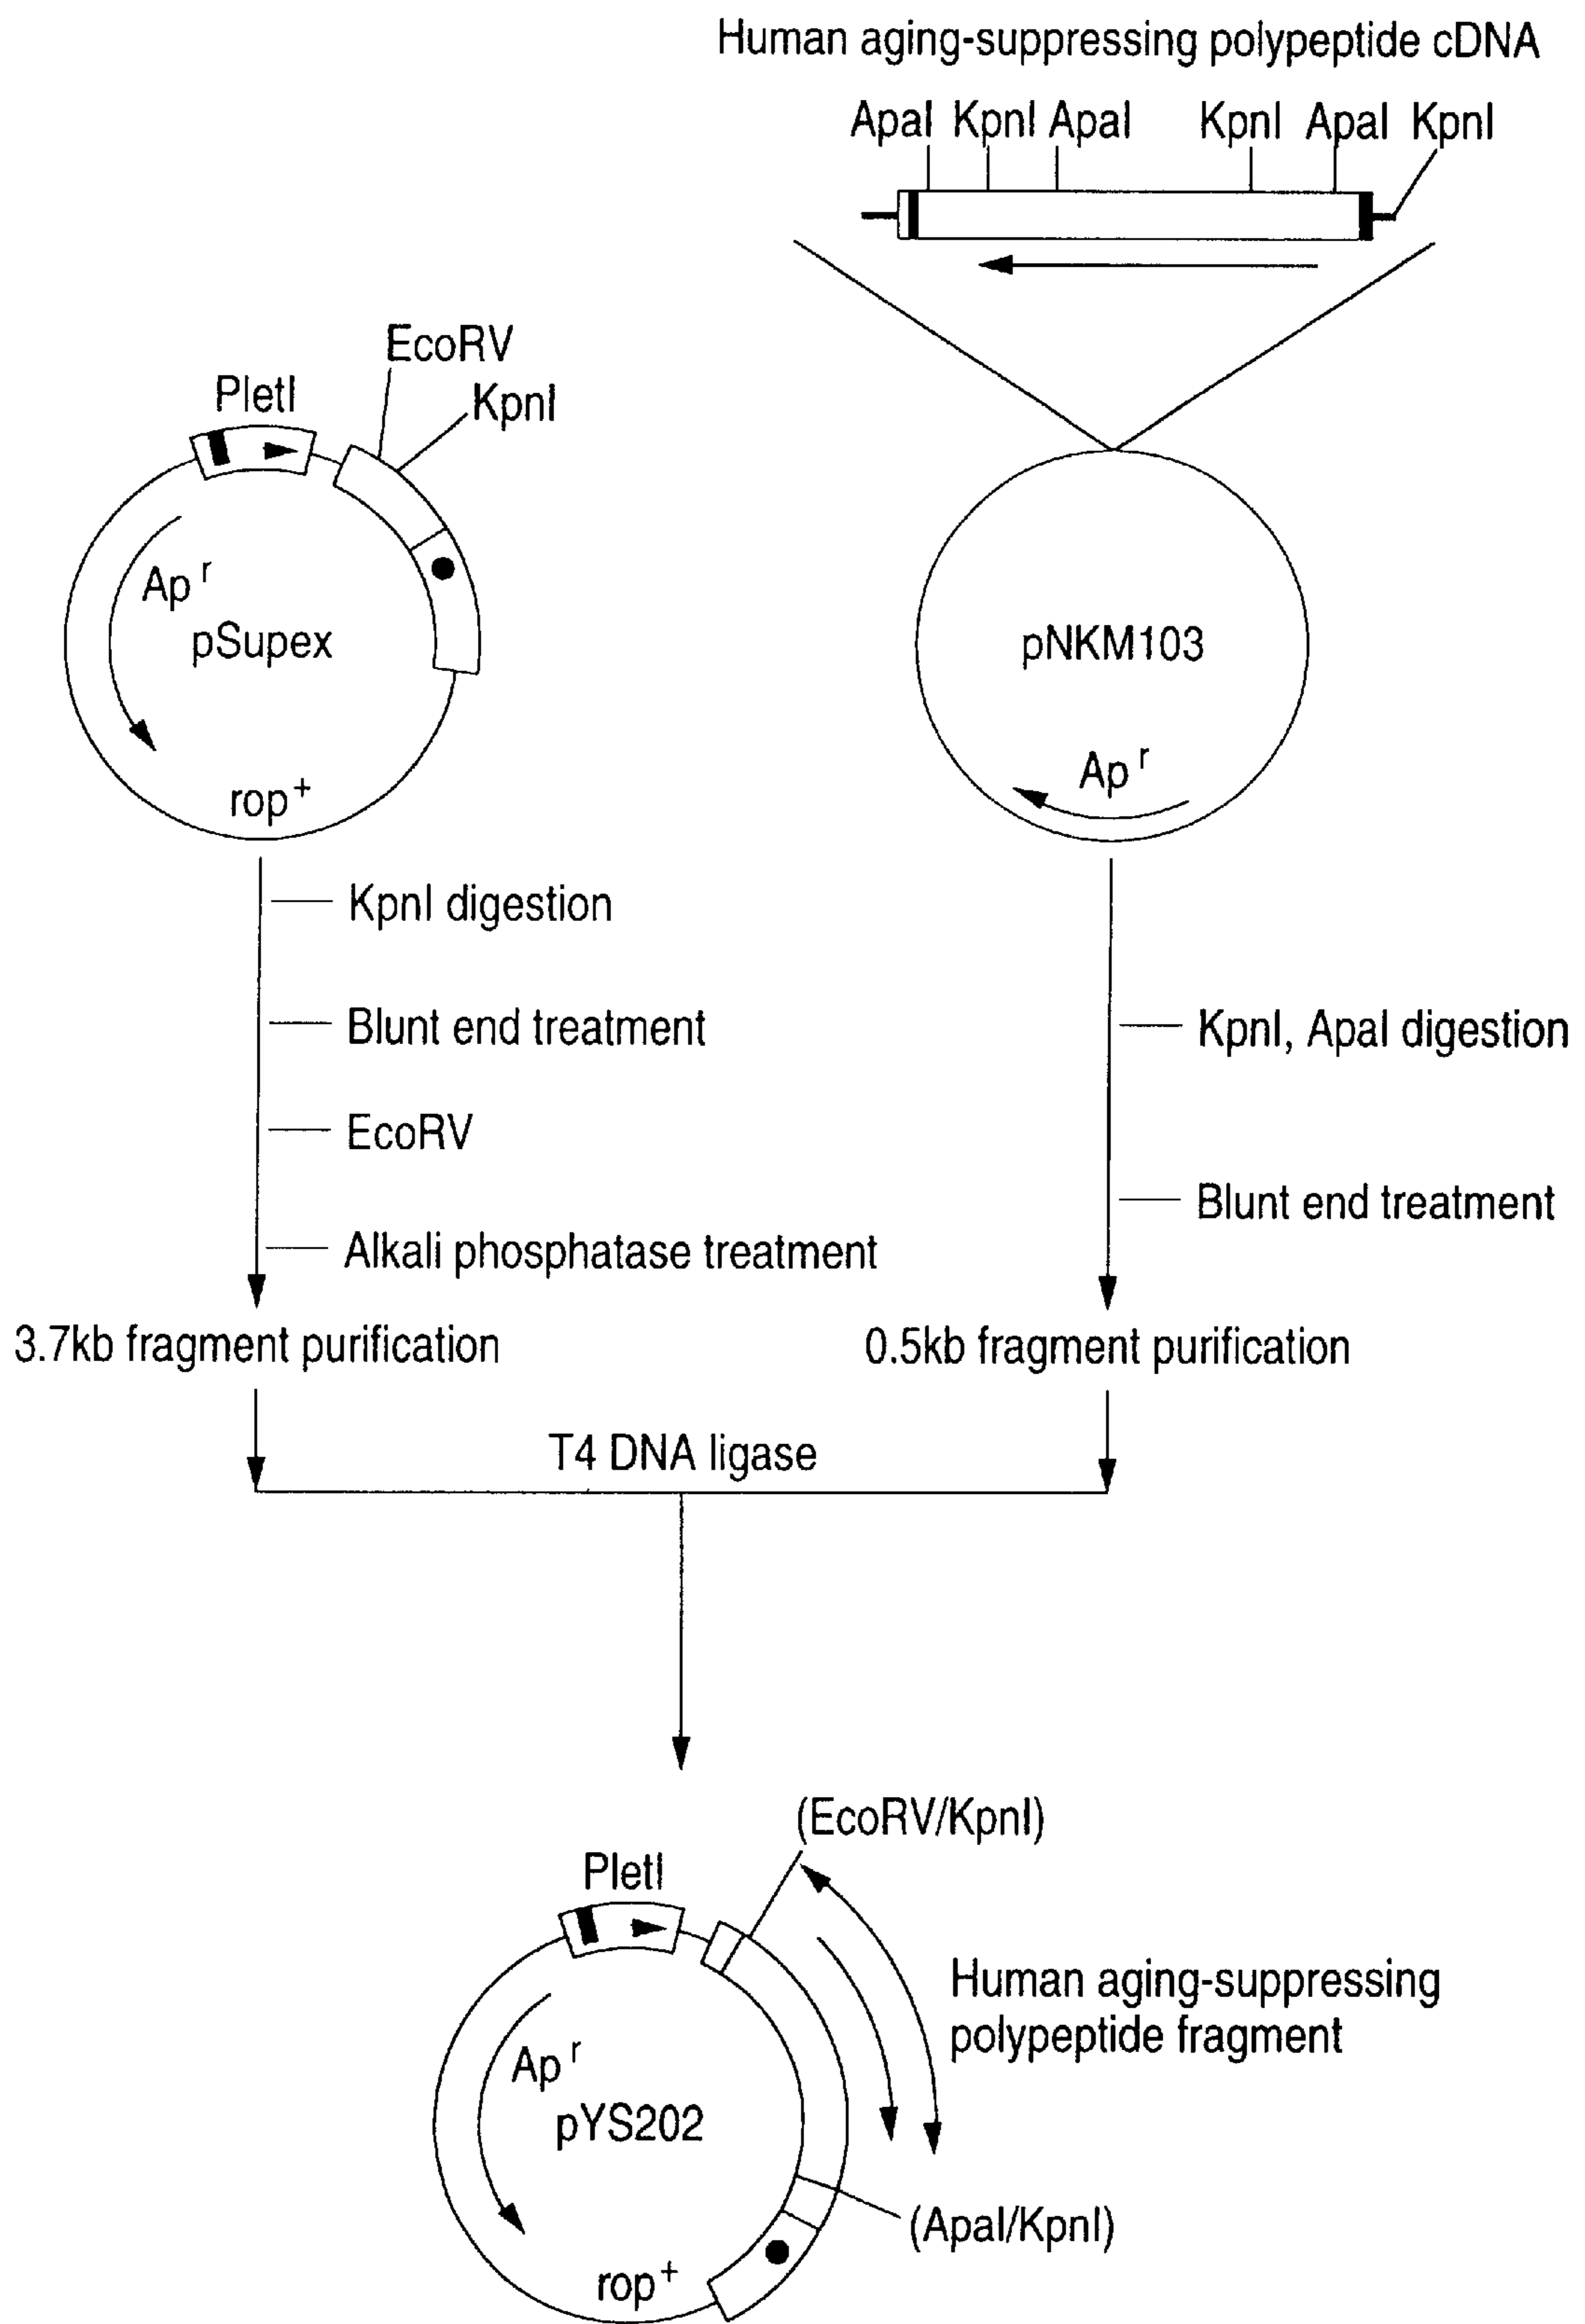 Human aging-suppressing polypeptide cDNA
ApaI KpnI ApaI KpnI ApaI KpnI
EcoRV
KpnI
PletI
Ap r
pSupex
rop +
pNKM103
Ap r
KpnI digestion
Blunt end treatment
EcoRV
Alkali phosphatase treatment
3.7kb fragment purification
KpnI, ApaI digestion
Blunt end treatment
0.5kb fragment purification
T4 DNA ligase
(EcoRV/KpnI)
PletI
Human aging-suppressing
polypeptide fragment
Ap r
pYS202
(ApaI/KpnI)
rop +